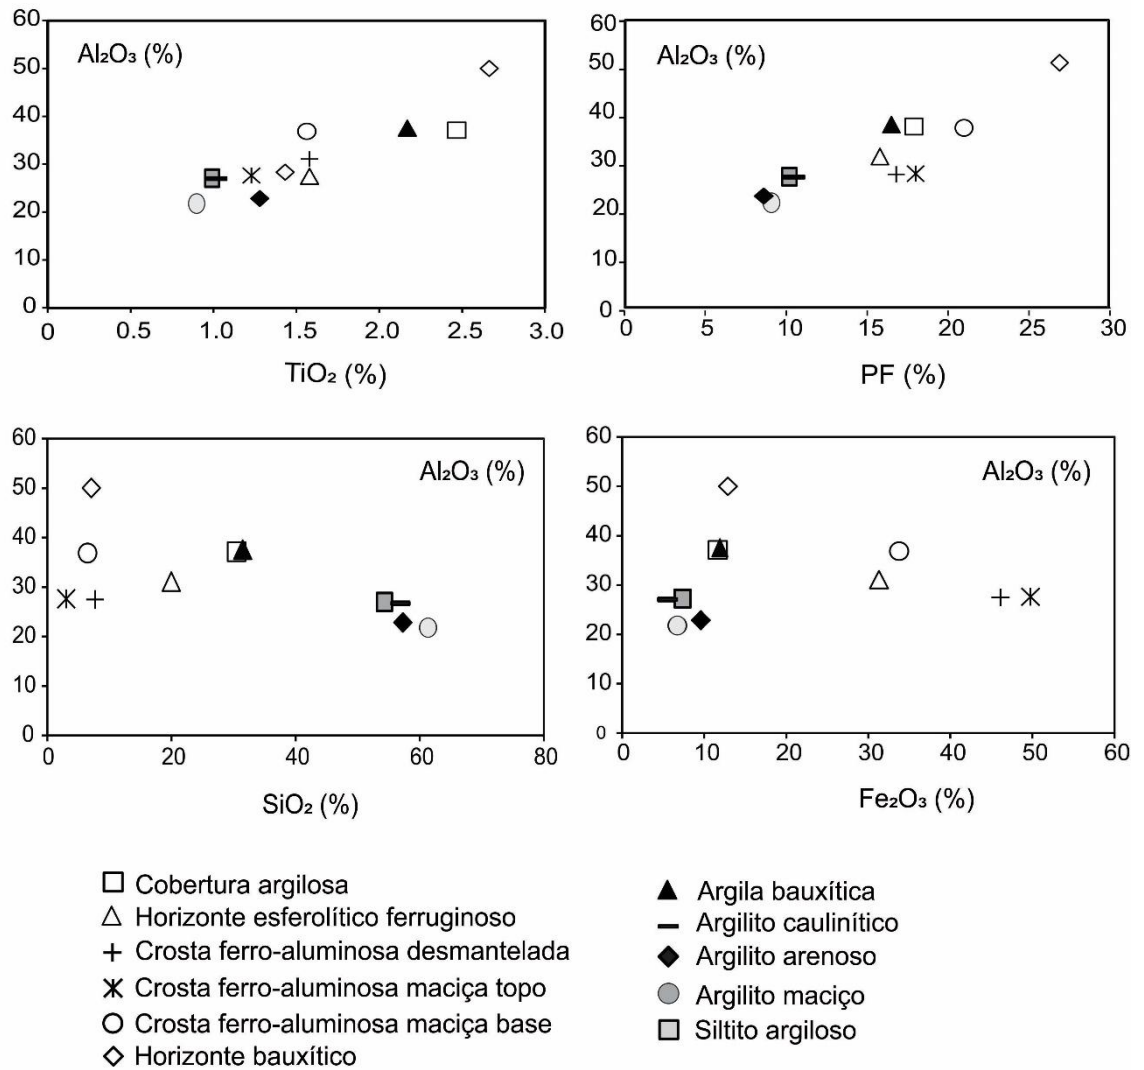 60
50
40
30
20
10
0
Al₂O₃ (%)
0 0.5 1.0 1.5 2.0 2.5 3.0
TiO₂ (%)
60
50
40
30
20
10
0
Al₂O₃ (%)
0 5 10 15 20 25 30
PF (%)
60
50
40
30
20
10
0
Al₂O₃ (%)
0 20 40 60 80
SiO₂ (%)
60
50
40
30
20
10
0
Al₂O₃ (%)
0 10 20 30 40 50 60
Fe₂O₃ (%)
Cobertura argilosa
Horizonte esferolítico ferruginoso
Crosta ferro-aluminosa desmantelada
Crosta ferro-aluminosa maciça topo
Crosta ferro-aluminosa maciça base
Horizonte bauxítico
Argila bauxítica
Argilito caulinítico
Argilito arenoso
Argilito maciço
Siltito argiloso